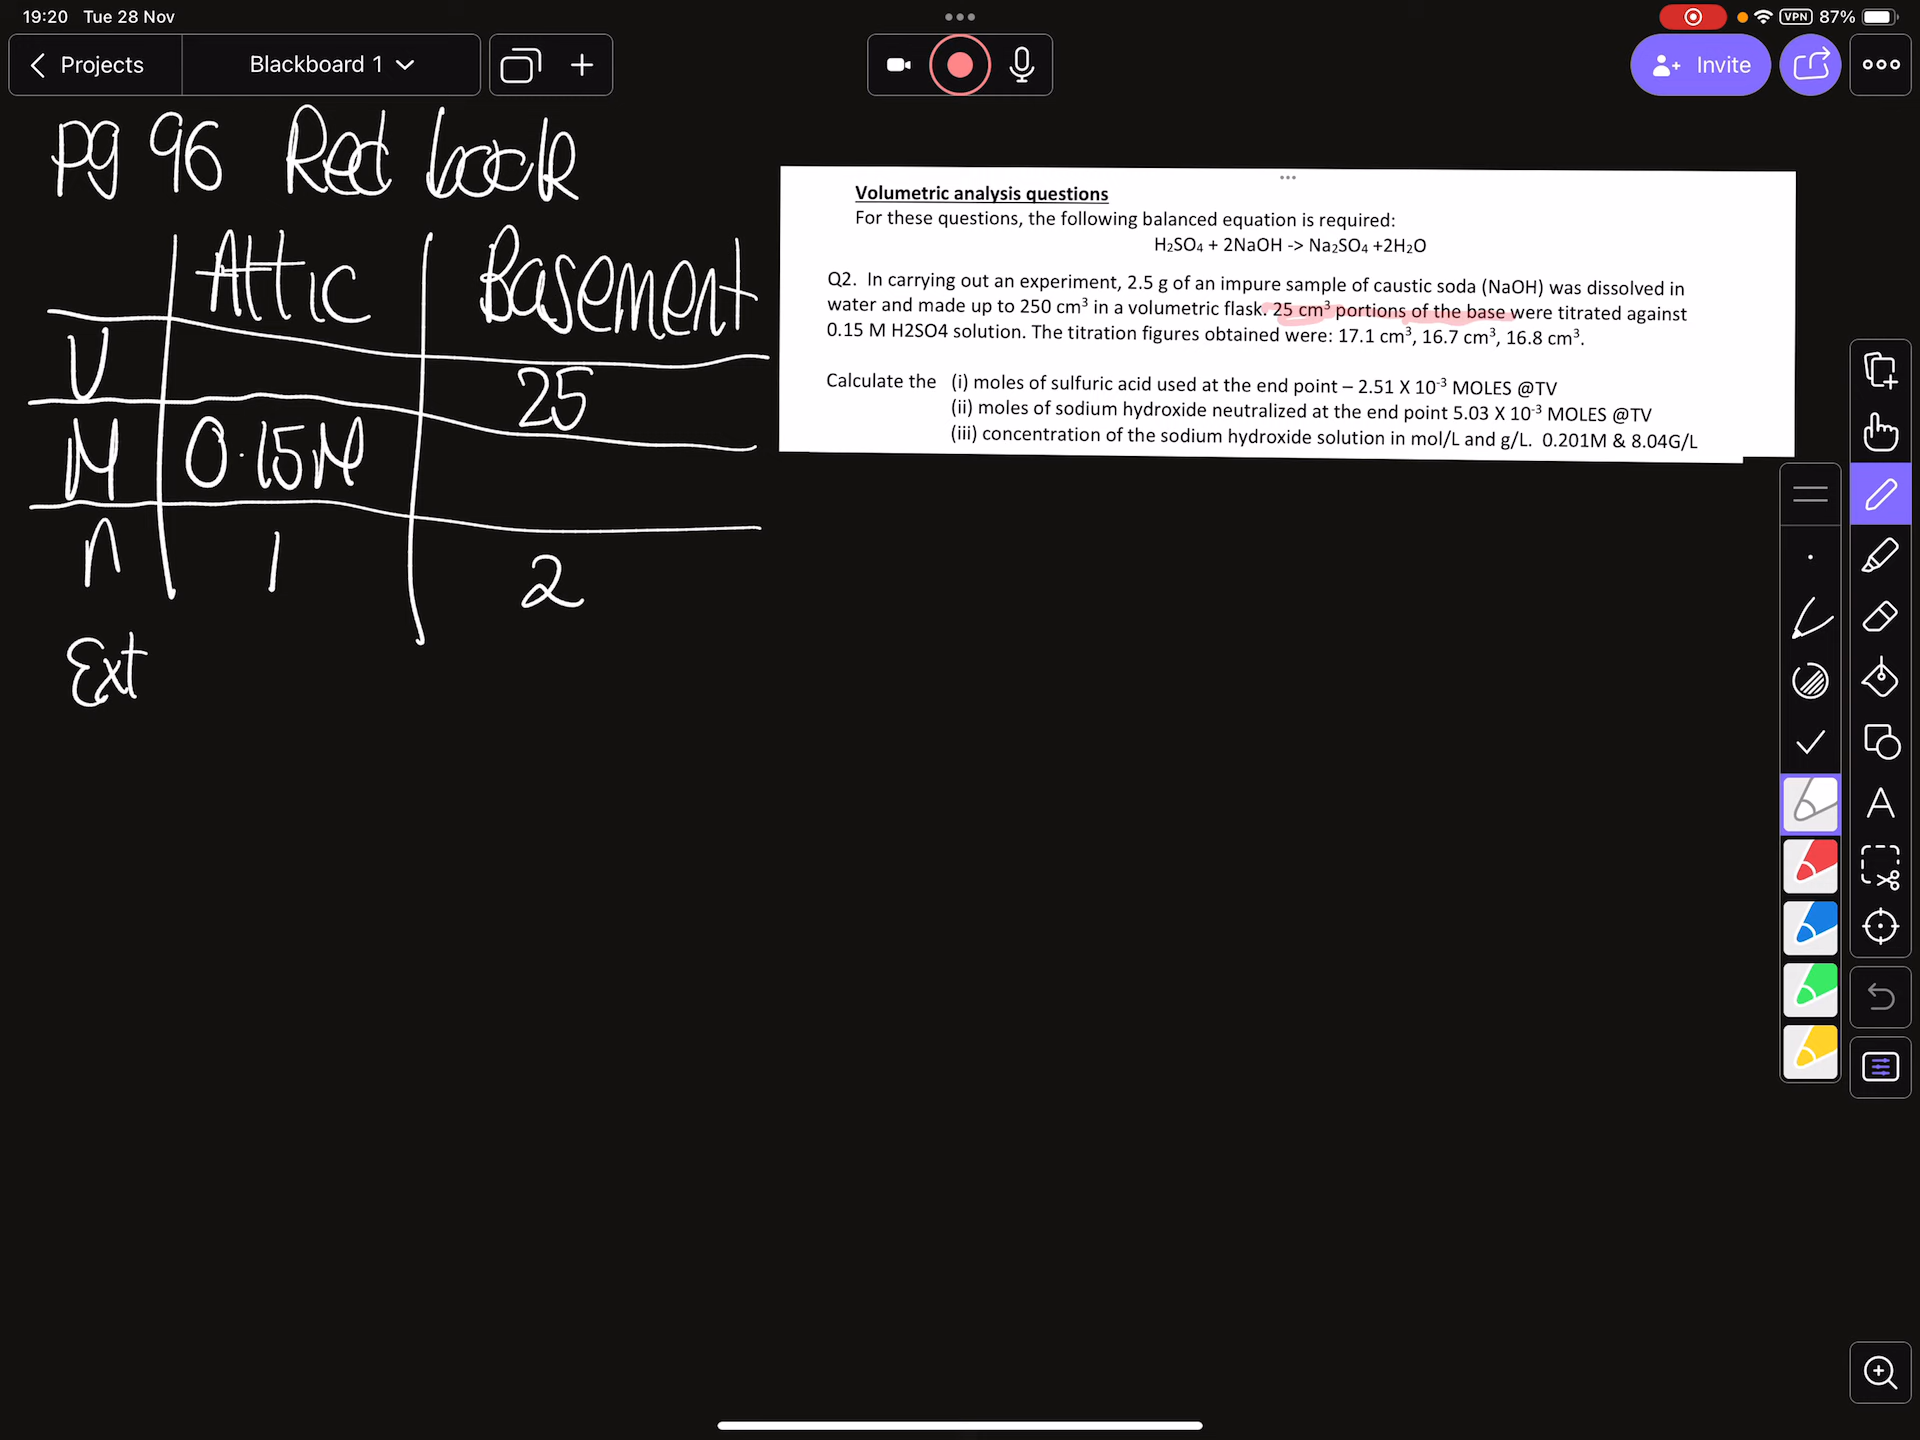 19:20 Tue 28 Nov
VPN 87%
Projects
Blackboard 1
Invite
Pg 96 Red book
Attic Basement
V 25
M 0.15M
n 1 2
Ext
Volumetric analysis questions
For these questions, the following balanced equation is required:
H₂SO₄ + 2NaOH -> Na₂SO₄ +2H₂O
Q2. In carrying out an experiment, 2.5 g of an impure sample of caustic soda (NaOH) was dissolved in
water and made up to 250 cm³ in a volumetric flask. 25 cm³ portions of the base were titrated against
0.15 M H2SO4 solution. The titration figures obtained were: 17.1 cm³, 16.7 cm³, 16.8 cm³.
Calculate the (i) moles of sulfuric acid used at the end point – 2.51 X 10⁻³ MOLES @TV
(ii) moles of sodium hydroxide neutralized at the end point 5.03 X 10⁻³ MOLES @TV
(iii) concentration of the sodium hydroxide solution in mol/L and g/L. 0.201M & 8.04G/L
A